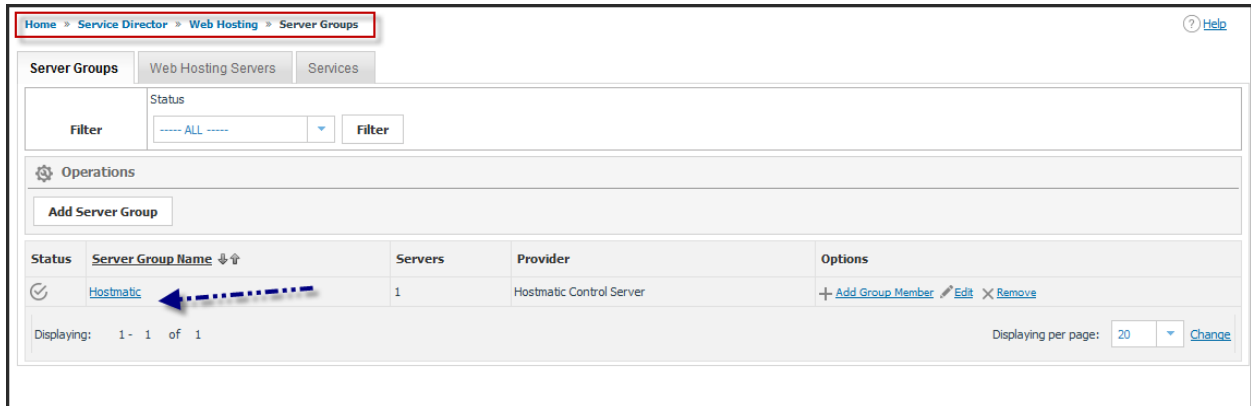 Home » Service Director » Web Hosting » Server Groups
? Help
Server Groups Web Hosting Servers Services
Status
Filter ----- ALL ----- Filter
Operations
Add Server Group
Status Server Group Name Servers Provider Options
Hostmatic 1 Hostmatic Control Server Add Group Member Edit Remove
Displaying: 1 - 1 of 1 Displaying per page: 20 Change